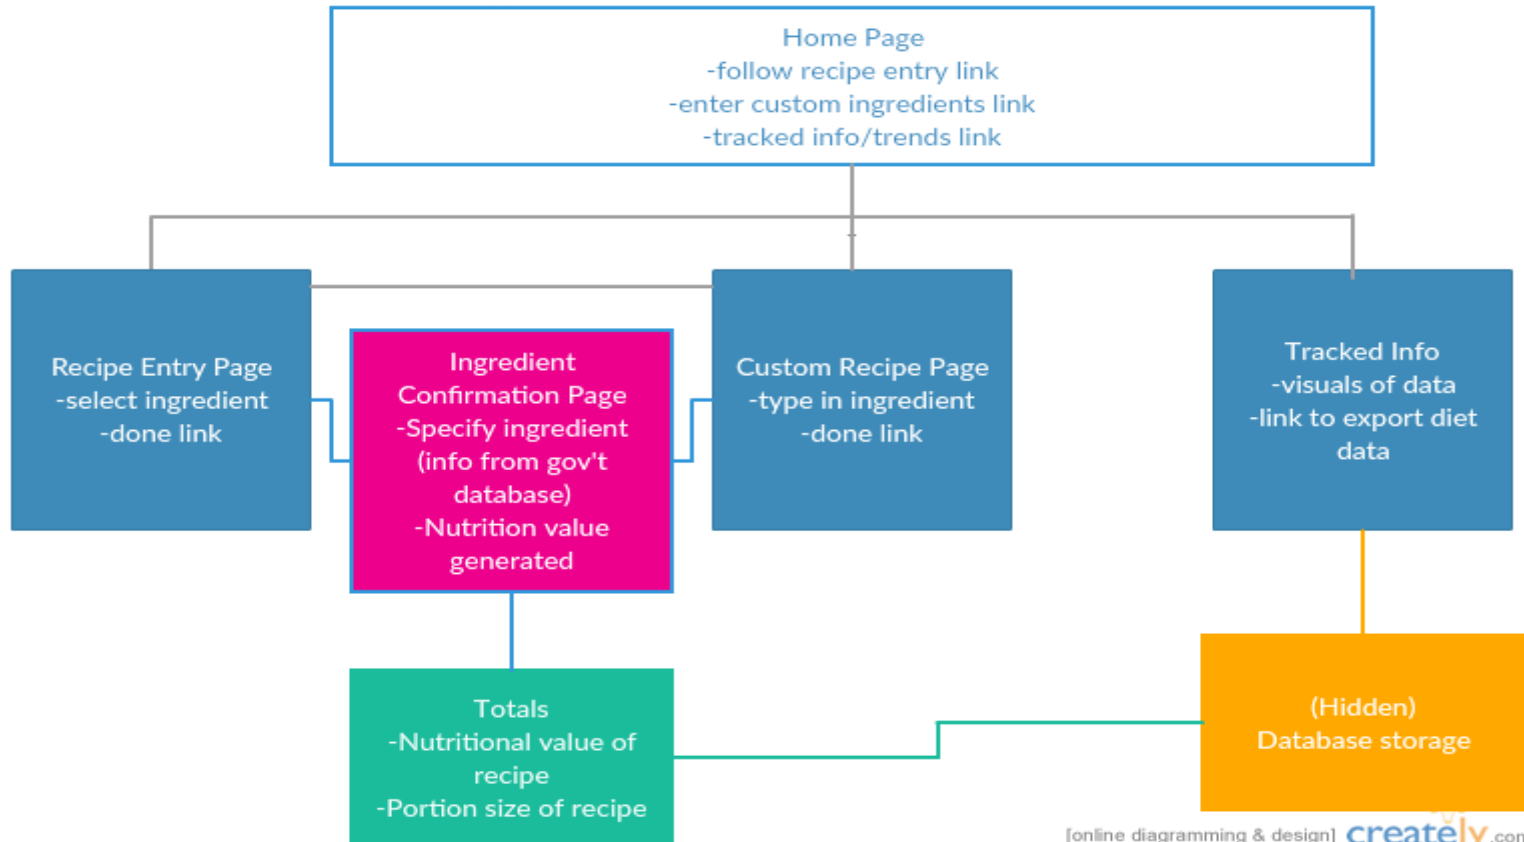 Home Page
-follow recipe entry link
-enter custom ingredients link
-tracked info/trends link
Recipe Entry Page
-select ingredient
-done link
Ingredient
Confirmation Page
-Specify ingredient
(info from gov't
database)
-Nutrition value
generated
Custom Recipe Page
-type in ingredient
-done link
Tracked Info
-visuals of data
-link to export diet
data
Totals
-Nutritional value of
recipe
-Portion size of recipe
(Hidden)
Database storage
[online diagramming & design] creately.com